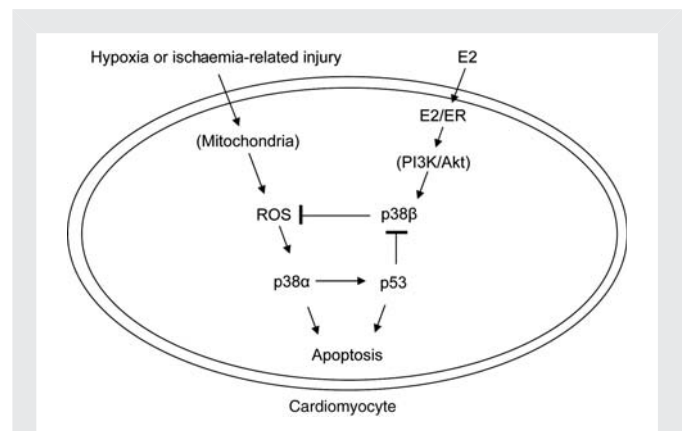 Hypoxia or ischaemia-related injury E2
E2/ER
(Mitochondria)
(PI3K/Akt)
ROS p38β
p38α p53
Apoptosis
Cardiomyocyte